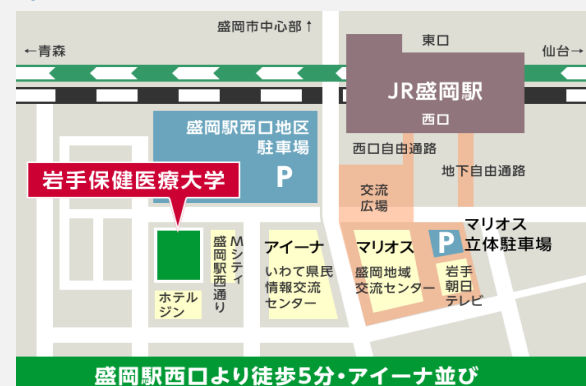 盛岡市中心部↑
←青森
東口
仙台→
JR盛岡駅
西口
盛岡駅西口地区
駐車場
P
西口自由通路
地下自由通路
岩手保健医療大学
交流
広場
マリオス
立体駐車場
P
Mシティ
盛岡駅西通り
アイーナ
いわて県民
情報交流
センター
マリオス
盛岡地域
交流センター
岩手
朝日
テレビ
ホテル
ジン
盛岡駅西口より徒歩5分・アイーナ並び